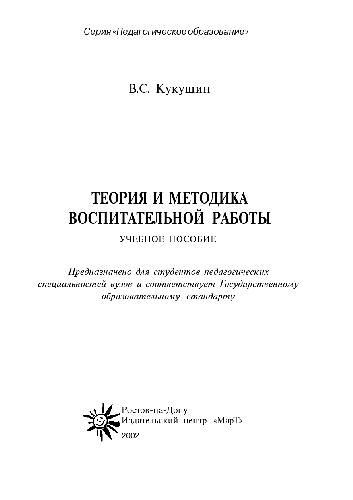 Серия «Педагогическое образование»
В.С. Кукушин
ТЕОРИЯ И МЕТОДИКА
ВОСПИТАТЕЛЬНОЙ РАБОТЫ
УЧЕБНОЕ ПОСОБИЕ
Предназначено для студентов педагогических
специальностей вузов и соответствует Государственному
образовательному стандарту
Ростов-на-Дону
Издательский центр «МарТ»
2002